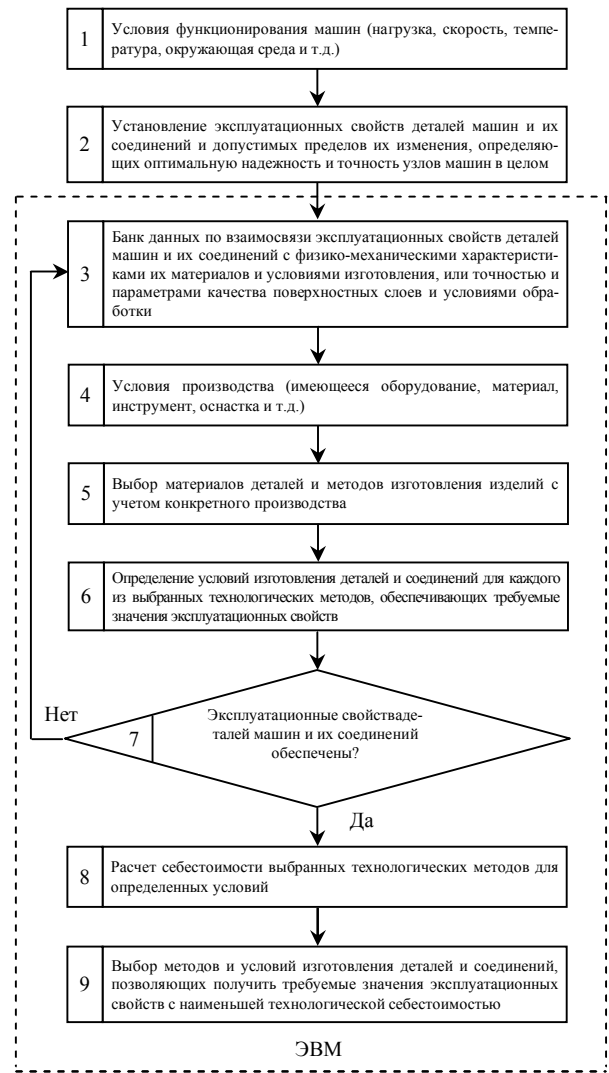 1
Условия функционирования машин (нагрузка, скорость, темпе-
ратура, окружающая среда и т.д.)
2
Установление эксплуатационных свойств деталей машин и их
соединений и допустимых пределов их изменения, определяю-
щих оптимальную надежность и точность узлов машин в целом
3
Банк данных по взаимосвязи эксплуатационных свойств деталей
машин и их соединений с физико-механическими характеристи-
ками их материалов и условиями изготовления, или точностью и
параметрами качества поверхностных слоев и условиями обра-
ботки
4
Условия производства (имеющееся оборудование, материал,
инструмент, оснастка и т.д.)
5
Выбор материалов деталей и методов изготовления изделий с
учетом конкретного производства
6
Определение условий изготовления деталей и соединений для каждого
из выбранных технологических методов, обеспечивающих требуемые
значения эксплуатационных свойств
Нет
7
Эксплуатационные свойстваде-
талей машин и их соединений
обеспечены?
Да
8
Расчет себестоимости выбранных технологических методов для
определенных условий
9
Выбор методов и условий изготовления деталей и соединений,
позволяющих получить требуемые значения эксплуатационных
свойств с наименьшей технологической себестоимостью
ЭВМ